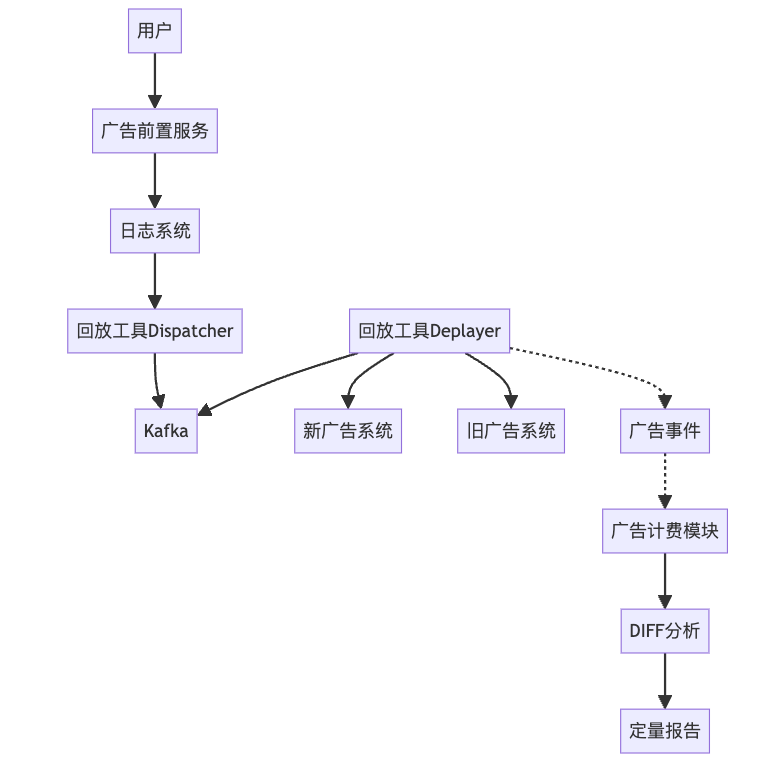 用户
广告前置服务
日志系统
回放工具Dispatcher
回放工具Deplayer
Kafka
新广告系统
旧广告系统
广告事件
广告计费模块
DIFF分析
定量报告